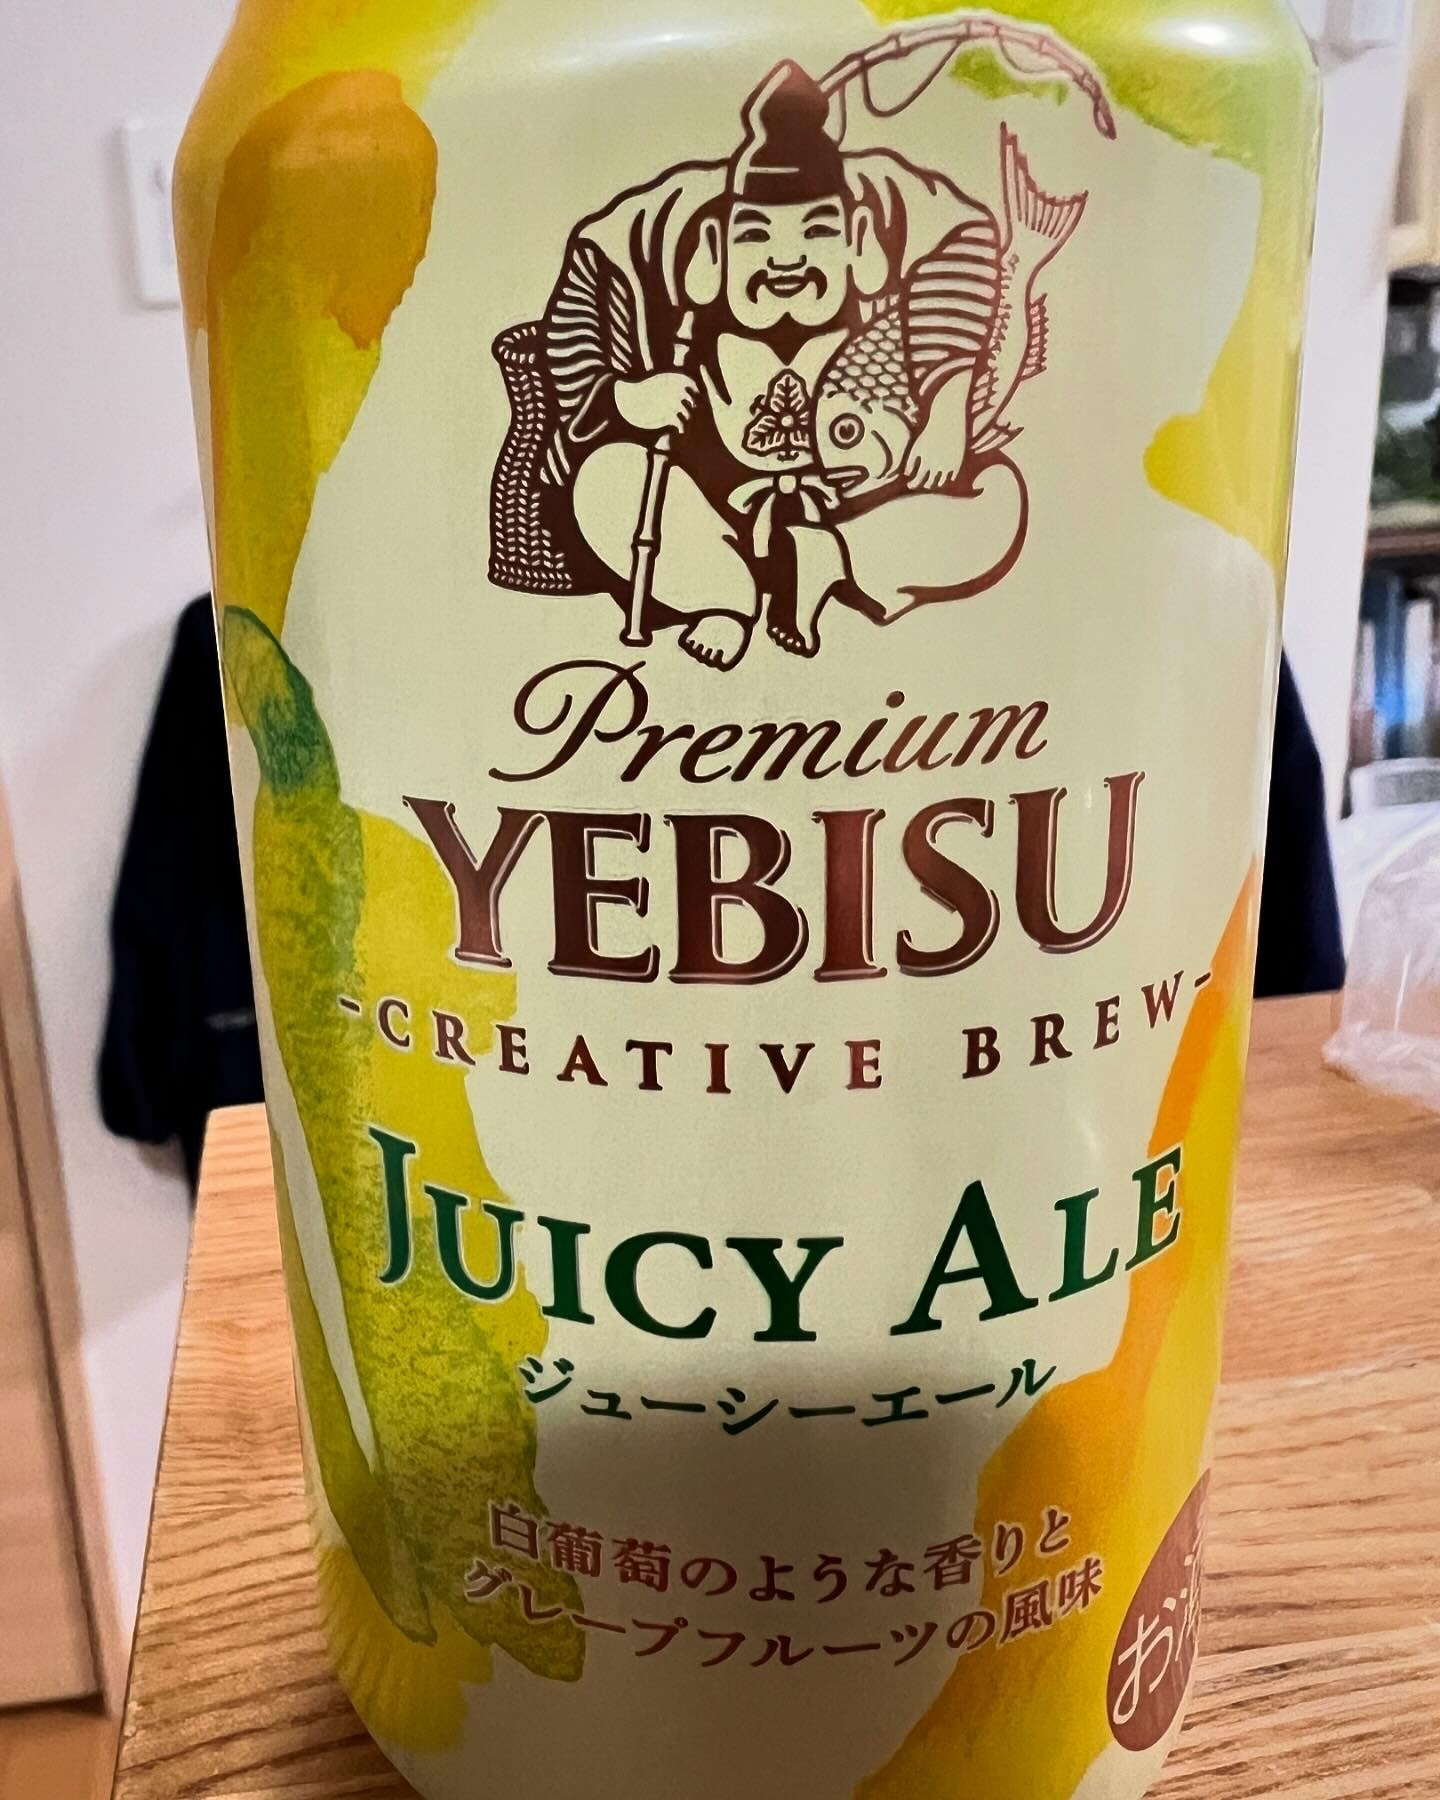 Premium
YEBISU
-CREATIVE BREW-
JUICY ALE
ジューシーエール
白葡萄のような香りと
グレープフルーツの風味